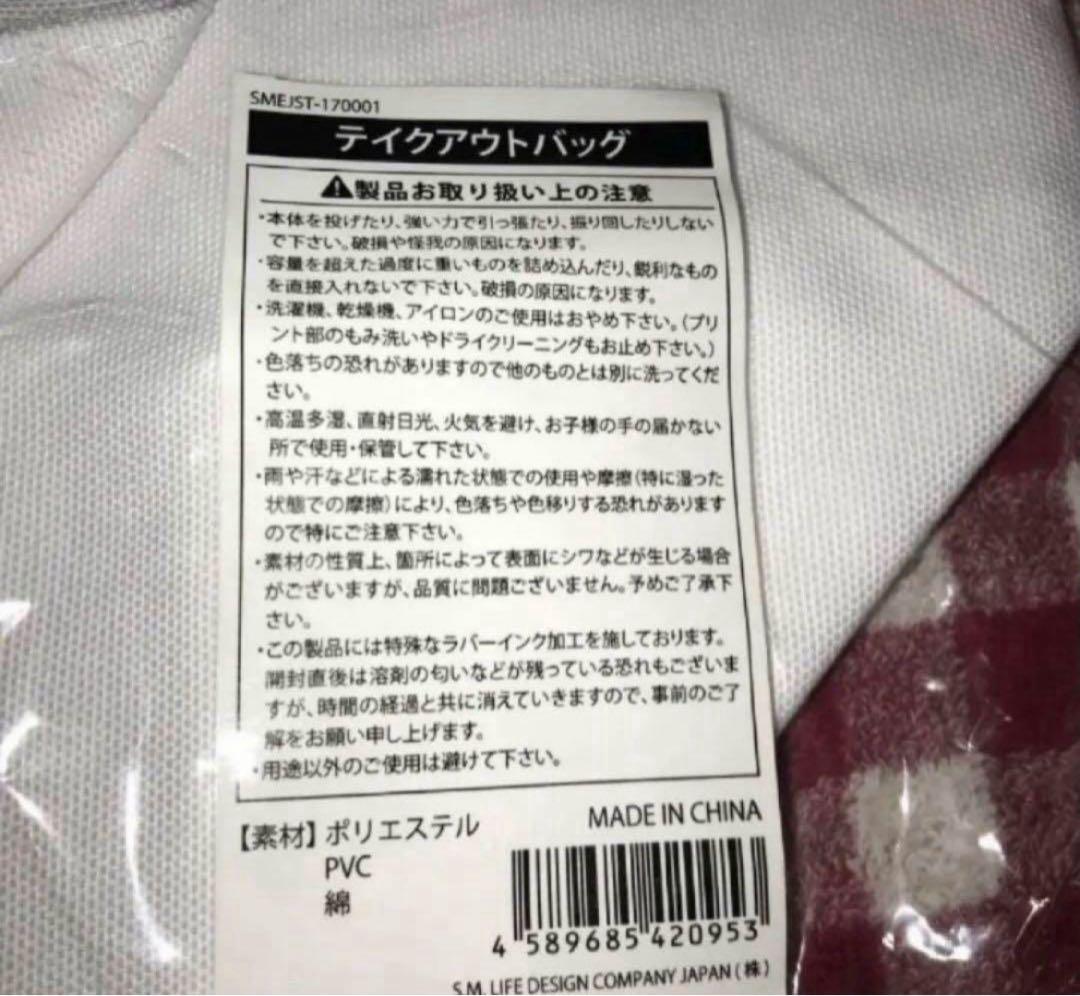 SMEJST-170001
テイクアウトバッグ
⚠製品お取り扱い上の注意
・本体を投げたり、強い力で引っ張たり、振り回したりしない
で下さい。破損や怪我の原因になります。
・容量を超えた過度に重いものを詰め込んだり、鋭利なもの
を直接入れないで下さい。破損の原因になります。
・洗濯機、乾燥機、アイロンのご使用はおやめ下さい。(プリ
ント部のもみ洗いやドライクリーニングもお止め下さい。)
・色落ちの恐れがありますので他のものとは別に洗ってくだ
さい。
・高温多湿、直射日光、火気を避け、お子様の手の届かない
所で使用・保管して下さい。
・雨や汗などによる濡れた状態での使用や摩擦(特に湿った
状態での摩擦)により、色落ちや色移りする恐れがあります
ので特にご注意下さい。
・素材の性質上、箇所によって表面にシワなどが生じる場合
がございますが、品質に問題ございません。予めご了承下
さい。
・この製品には特殊なラバーインク加工を施しております。
開封直後は溶剤の匂いなどが残っている恐れもございま
すが、時間の経過と共に消えていきますので、事前のご了
解をお願い申し上げます。
・用途以外のご使用は避けて下さい。
【素材】ポリエステル
PVC
綿
MADE IN CHINA
4 589685 420953
S.M. LIFE DESIGN COMPANY JAPAN (株)